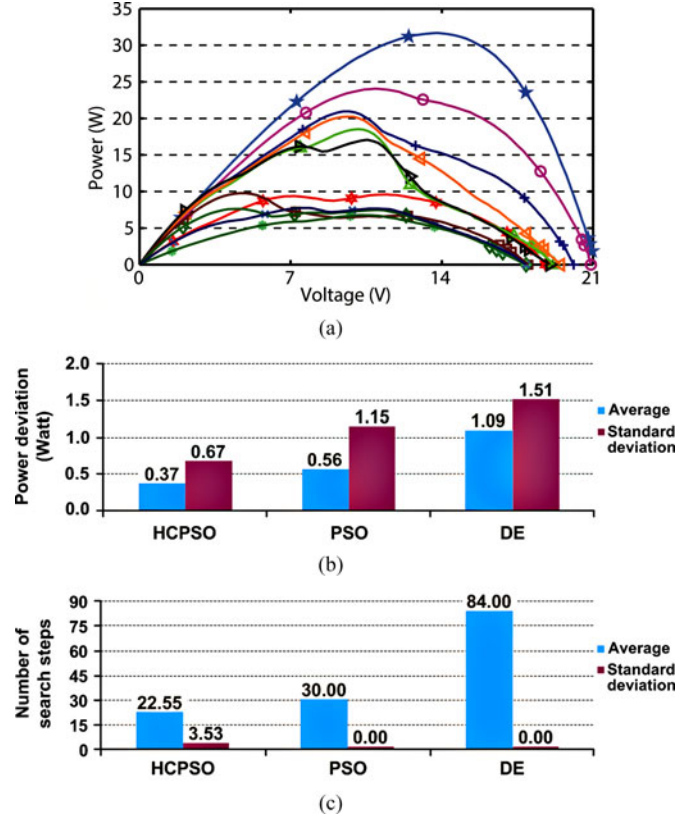 (a)
35
30
25
20
15
10
5
0
Power (W)
0 7 14 21
Voltage (V)
(a)
2.0
1.5
1.0
0.5
0.0
Power deviation
(Watt)
0.37 0.67 0.56 1.15 1.09 1.51
HCPSO PSO DE
Average
Standard
deviation
(b)
90
75
60
45
30
15
0
Number of
search steps
22.55 3.53 30.00 0.00 84.00 0.00
HCPSO PSO DE
Average
Standard
deviation
(c)